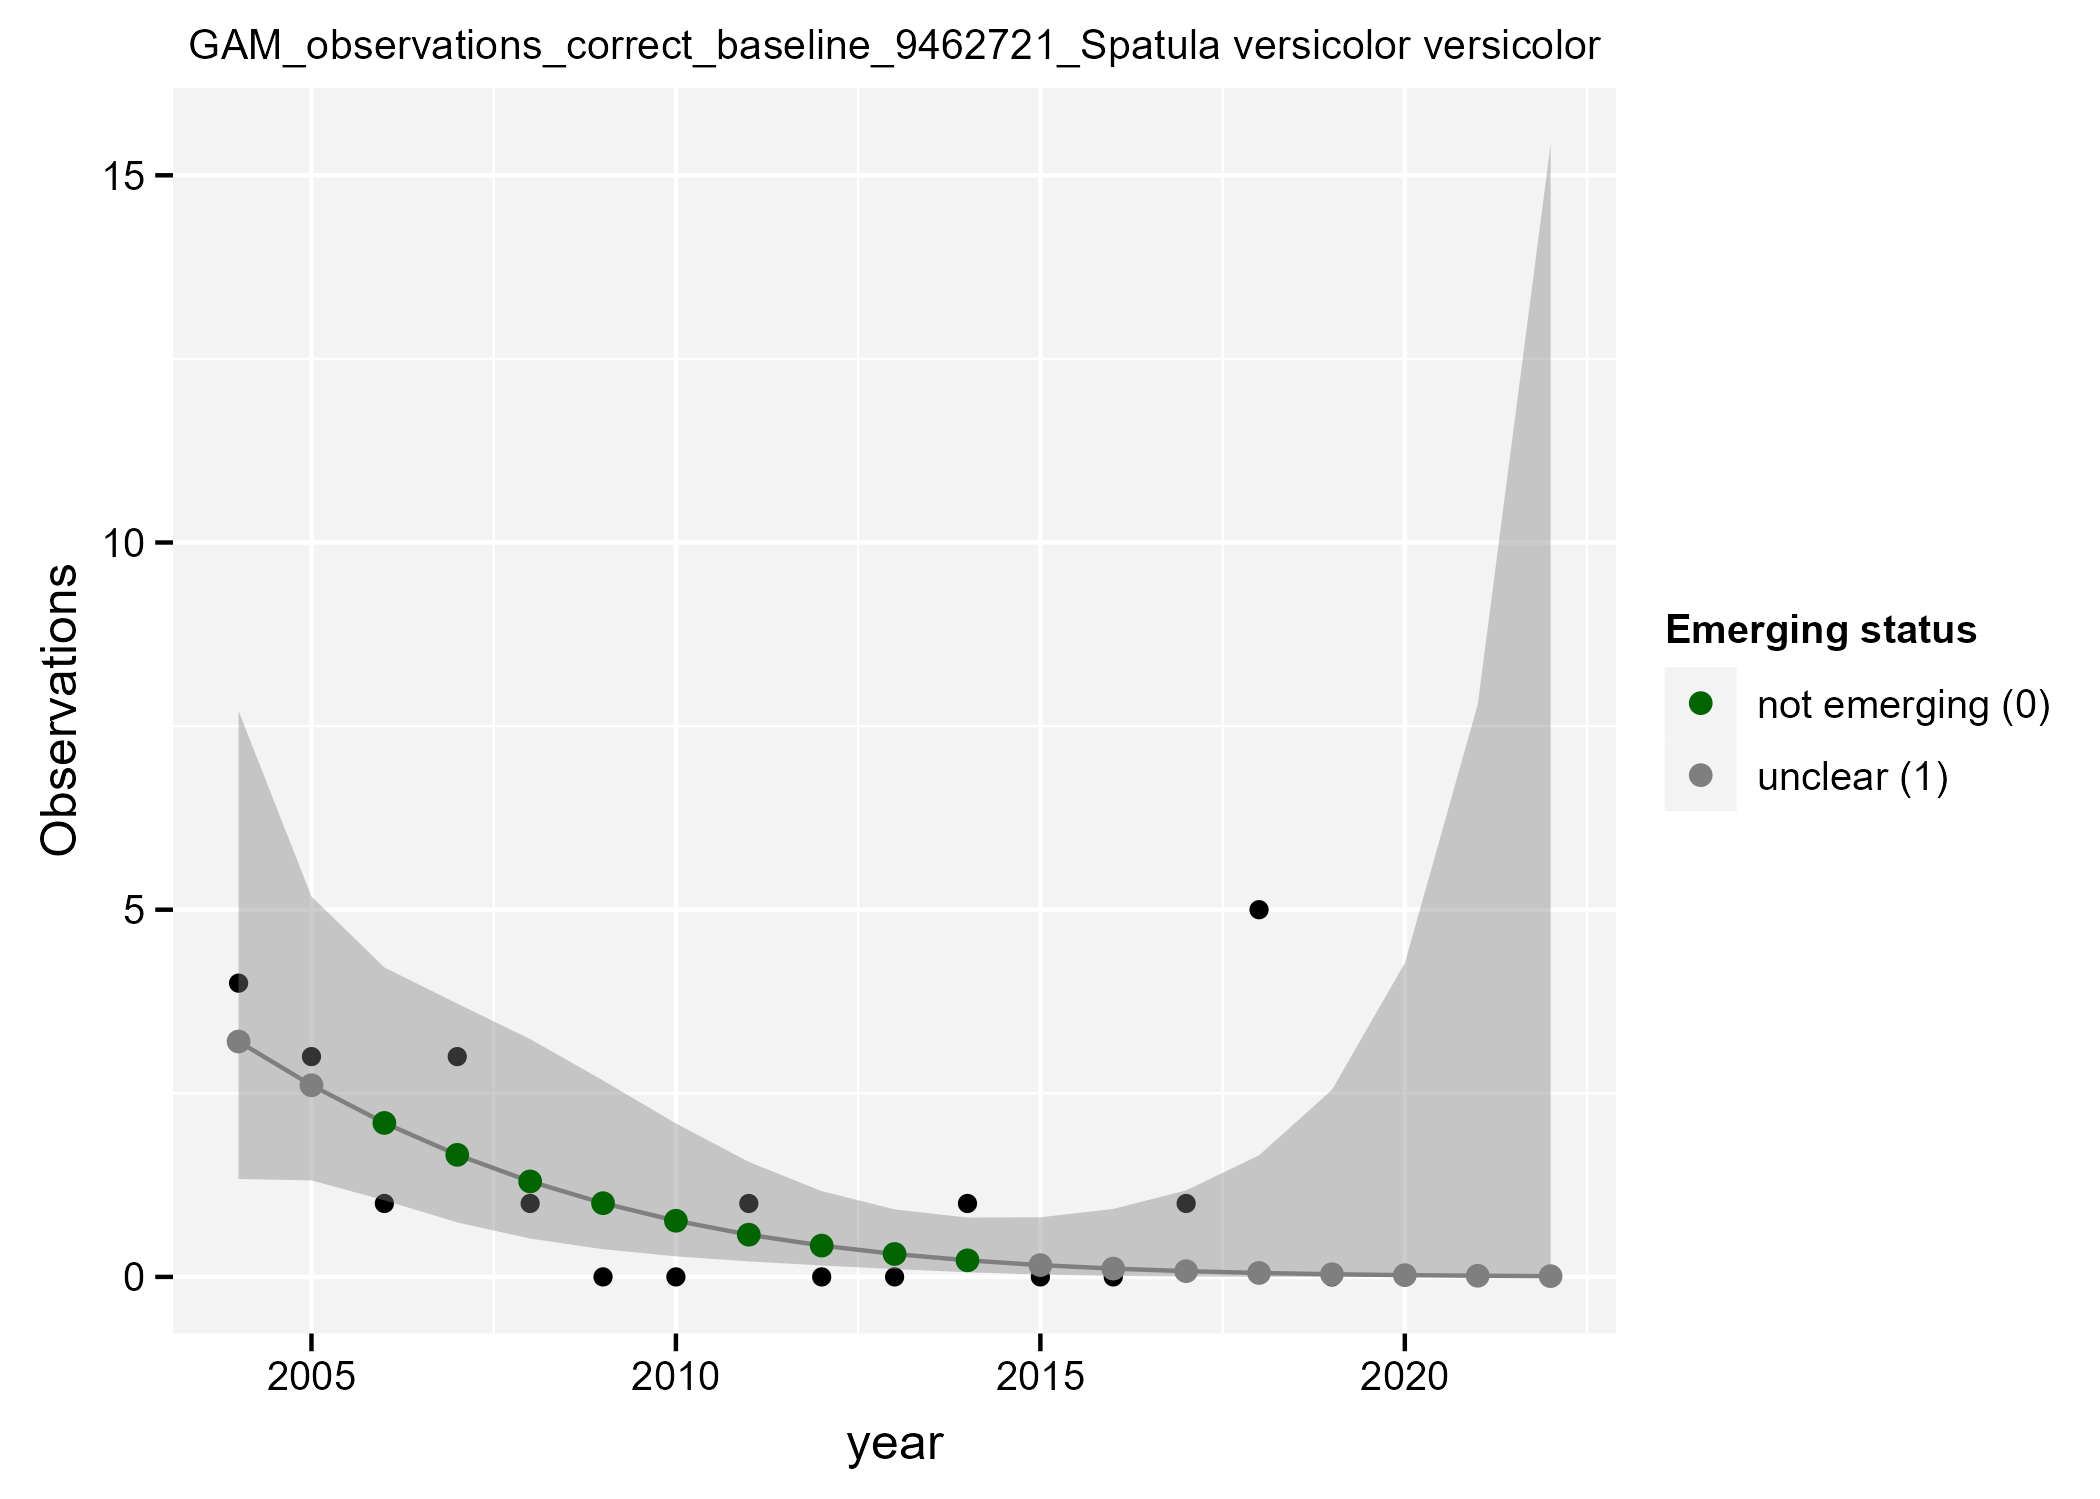 GAM_observations_correct_baseline_9462721_Spatula versicolor versicolor
15
10
5
0
Observations
2005
2010
2015
2020
year
Emerging status
not emerging (0)
unclear (1)